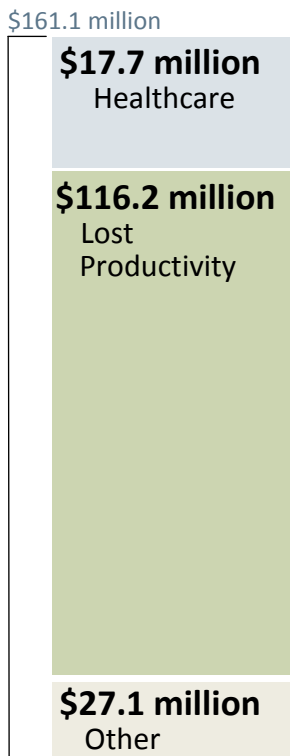 $161.1 million
$17.7 million
Healthcare
$116.2 million
Lost
Productivity
$27.1 million
Other